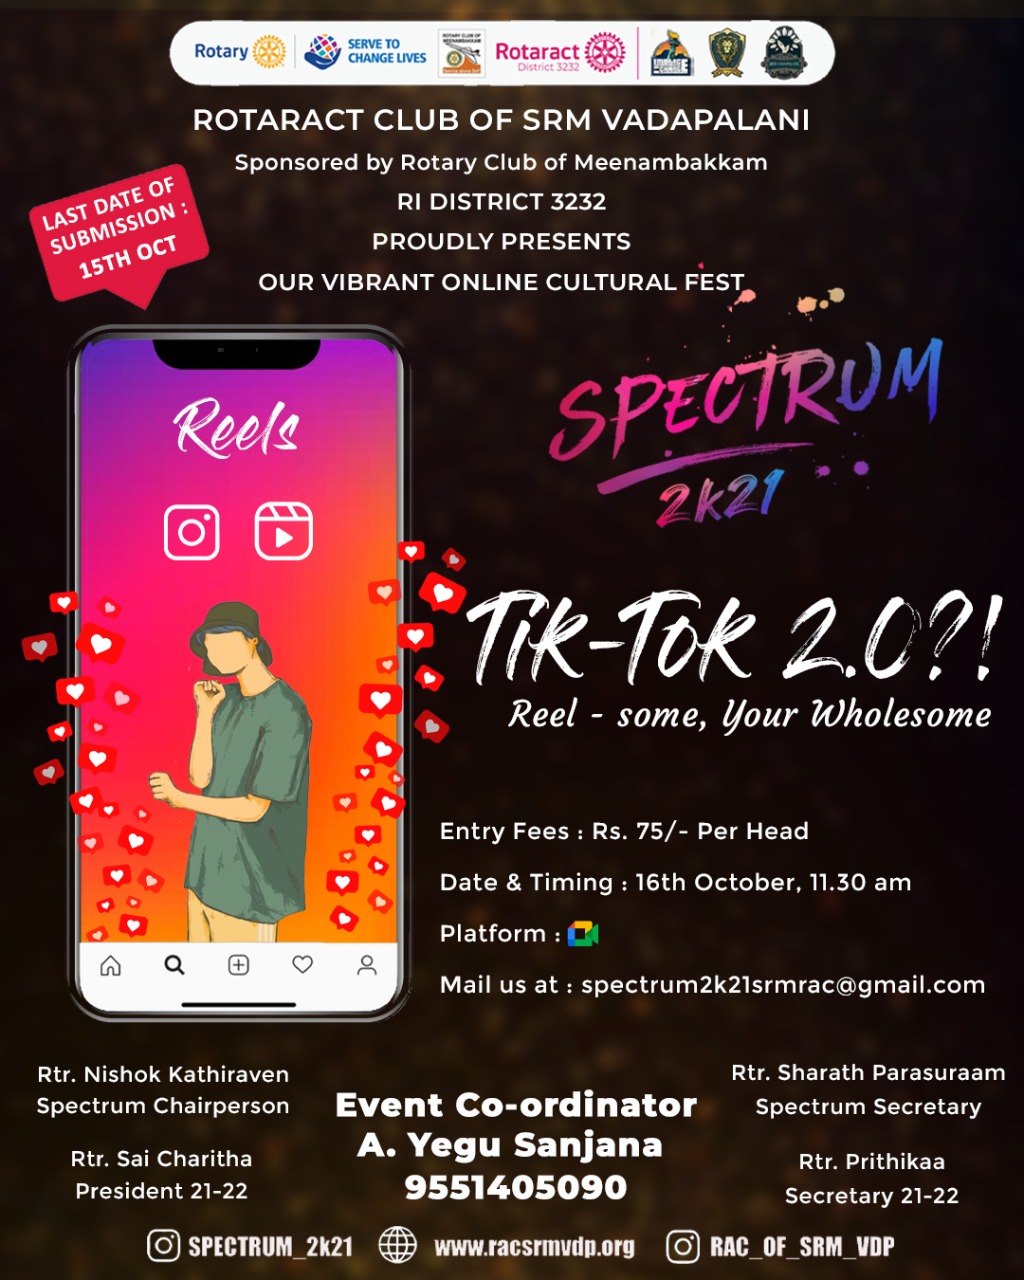 Rotary
SERVE TO
CHANGE LIVES
ROTARY CLUB OF
MEENAMBAKKAM
Rotaract
District 3232
ROTARACT CLUB OF SRM VADAPALANI
Sponsored by Rotary Club of Meenambakkam
RI DISTRICT 3232
PROUDLY PRESENTS
OUR VIBRANT ONLINE CULTURAL FEST
LAST DATE OF
SUBMISSION :
15TH OCT
Reels
SPECTRUM
2k21
Tik-Tok 2.0?!
Reel - some, Your Wholesome
Entry Fees : Rs. 75/- Per Head
Date & Timing : 16th October, 11.30 am
Platform :
Mail us at : spectrum2k21srmrac@gmail.com
Rtr. Nishok Kathiraven
Spectrum Chairperson
Rtr. Sai Charitha
President 21-22
Event Co-ordinator
A. Yegu Sanjana
9551405090
Rtr. Sharath Parasuraam
Spectrum Secretary
Rtr. Prithikaa
Secretary 21-22
SPECTRUM_2k21
www.racsrmvdp.org
RAC_OF_SRM_VDP